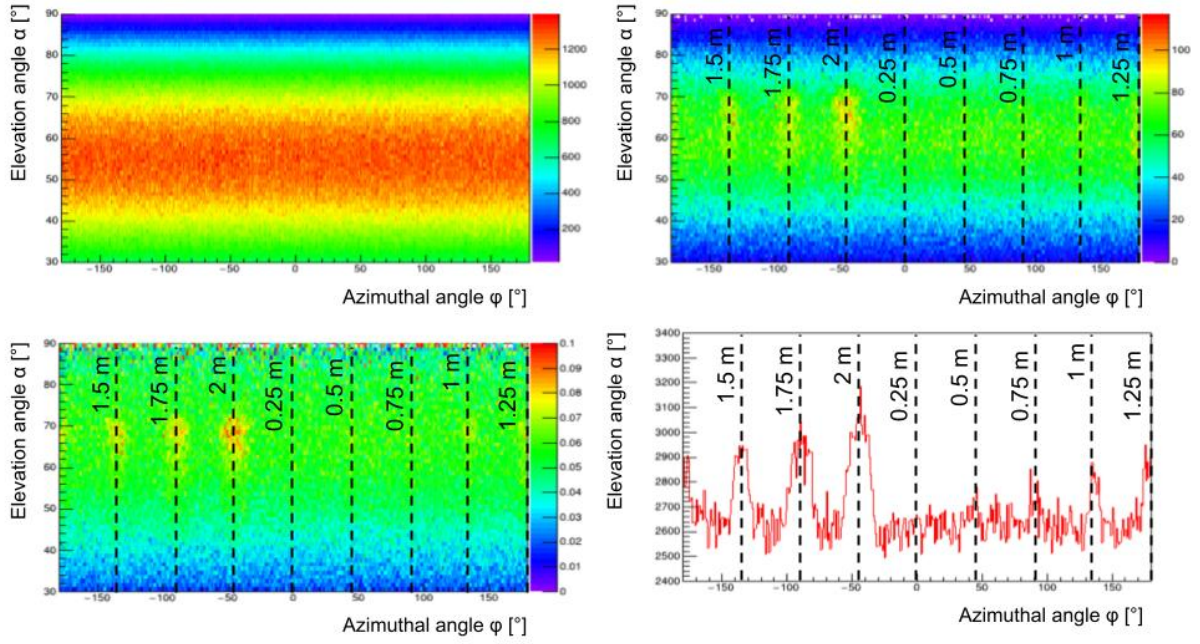 Elevation angle α [°]
90
80
70
60
50
40
30
−150
−100
−50
0
50
100
150
1200
1000
800
600
400
200
Azimuthal angle φ [°]
Elevation angle α [°]
90
80
70
60
50
40
30
1.5 m
1.75 m
2 m
0.25 m
0.5 m
0.75 m
1 m
1.25 m
−150
−100
−50
0
50
100
150
100
80
60
40
20
0
Azimuthal angle φ [°]
Elevation angle α [°]
90
80
70
60
50
40
30
1.5 m
1.75 m
2 m
0.25 m
0.5 m
0.75 m
1 m
1.25 m
−150
−100
−50
0
50
100
150
0.1
0.09
0.08
0.07
0.06
0.05
0.04
0.03
0.02
0.01
0
Azimuthal angle φ [°]
Elevation angle α [°]
3400
3300
3200
3100
3000
2900
2800
2700
2600
2500
2400
1.5 m
1.75 m
2 m
0.25 m
0.5 m
0.75 m
1 m
1.25 m
−150
−100
−50
0
50
100
150
Azimuthal angle φ [°]